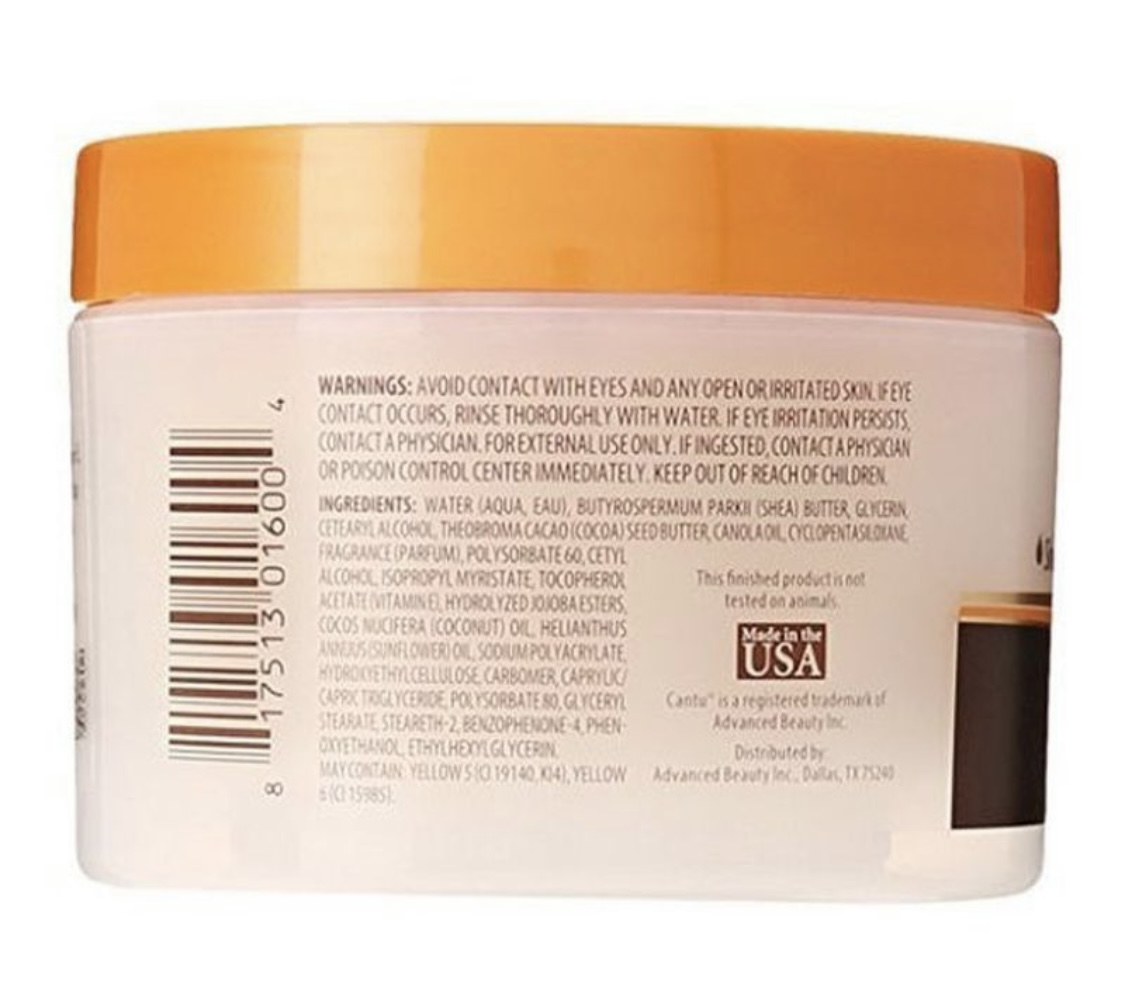 WARNINGS: AVOID CONTACT WITH EYES AND ANY OPEN OR IRRITATED SKIN. IF EYE
CONTACT OCCURS, RINSE THOROUGHLY WITH WATER. IF EYE IRRITATION PERSISTS,
CONTACT A PHYSICIAN. FOR EXTERNAL USE ONLY. IF INGESTED, CONTACT A PHYSICIAN
OR POISON CONTROL CENTER IMMEDIATELY. KEEP OUT OF REACH OF CHILDREN.
INGREDIENTS: WATER (AQUA, EAU), BUTYROSPERMUM PARKII (SHEA) BUTTER, GLYCERIN,
CETEARYL ALCOHOL, THEOBROMA CACAO (COCOA) SEED BUTTER, CANOLA OIL, CYCLOPENTASILOXANE,
FRAGRANCE (PARFUM), POLYSORBATE 60, CETYL
ALCOHOL, ISOPROPYL MYRISTATE, TOCOPHEROL
ACETATE (VITAMIN E), HYDROLYZED JOJOBA ESTERS,
COCOS NUCIFERA (COCONUT) OIL, HELIANTHUS
ANNEUS (SUNFLOWER) OIL, SODIUM POLYACRYLATE,
HYDROXYETHYLCELLULOSE, CARBOMER, CAPRYLIC/
CAPRIC TRIGLYCERIDE, POLYSORBATE 80, GLYCERYL
STEARATE, STEARETH-2, BENZOPHENONE-4, PHEN-
OXYETHANOL, ETHYLHEXYLGLYCERIN.
MAY CONTAIN: YELLOW 5 (CI 19140, KI4), YELLOW
6 (CI 15985).
This finished product is not
tested on animals.
Made in the
USA
Cantu® is a registered trademark of
Advanced Beauty Inc.
Distributed by:
Advanced Beauty Inc., Dallas, TX 75240
8 17513 01600 4